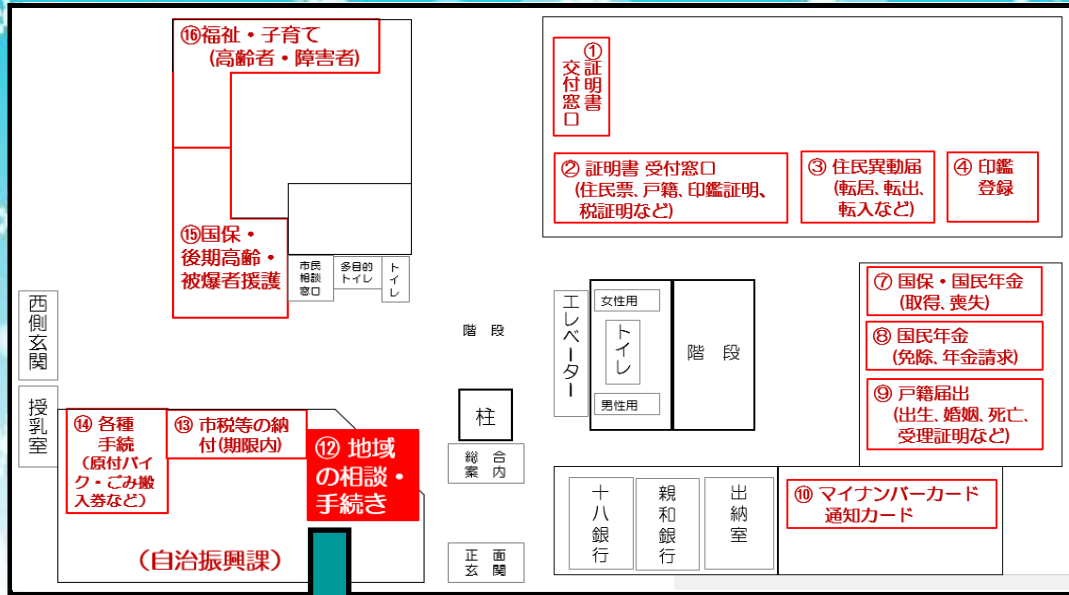 ⑯福祉・子育て
(高齢者・障害者)
①証明書
交付窓口
② 証明書 受付窓口
(住民票、戸籍、印鑑証明、
税証明など)
③ 住民異動届
(転居、転出、
転入など)
④ 印鑑
登録
⑮国保・
後期高齢・
被爆者援護
市民
相談
窓口
多目的
トイレ
トイレ
西側玄関
授乳室
階 段
エレベーター
女性用
トイレ
男性用
階 段
⑦ 国保・国民年金
(取得、喪失)
⑧ 国民年金
(免除、年金請求)
⑨ 戸籍届出
(出生、婚姻、死亡、
受理証明など)
⑭ 各種
手続
(原付バイ
ク・ごみ搬
入券など)
⑬ 市税等の納
付(期限内)
⑫ 地域
の相談・
手続き
柱
総 合
案 内
(自治振興課)
正 面
玄 関
十八銀行
親和銀行
出納室
⑩ マイナンバーカード
通知カード